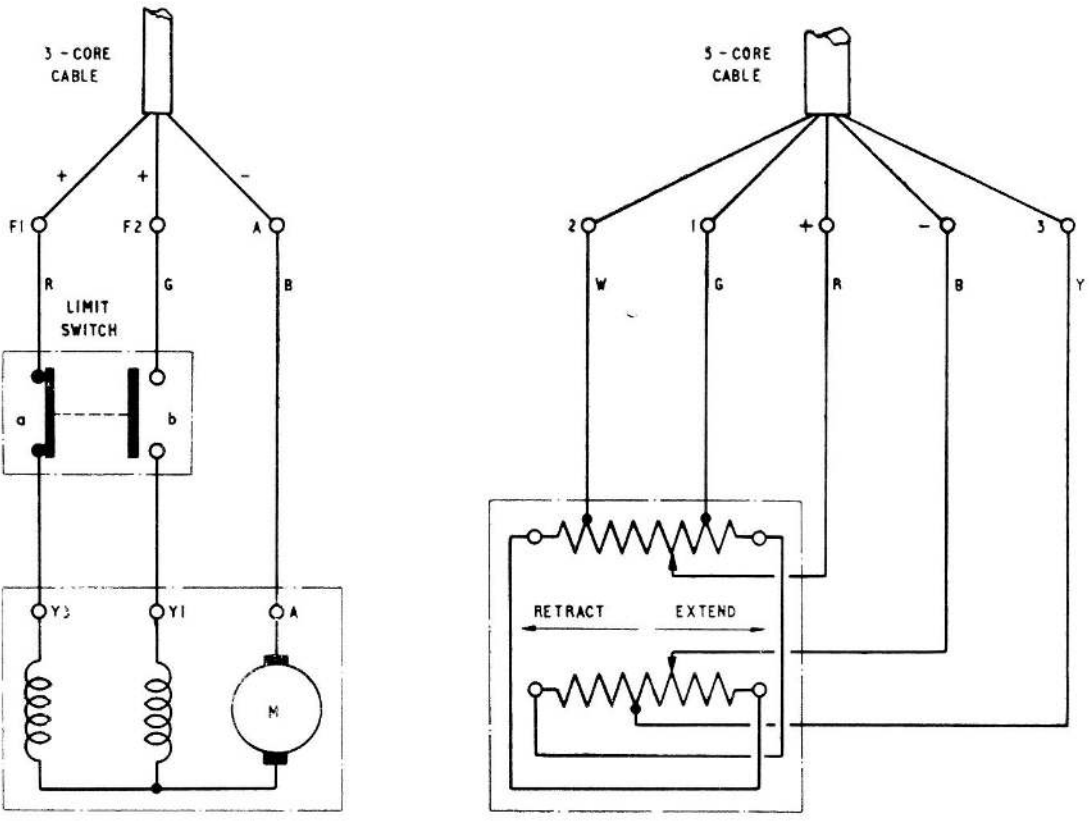 3 - CORE
CABLE
5 - CORE
CABLE
+ + -
F1 F2 A
2 1 + - 3
R G B
W G R B Y
LIMIT
SWITCH
a b
Y3 Y1 A
RETRACT EXTEND
M